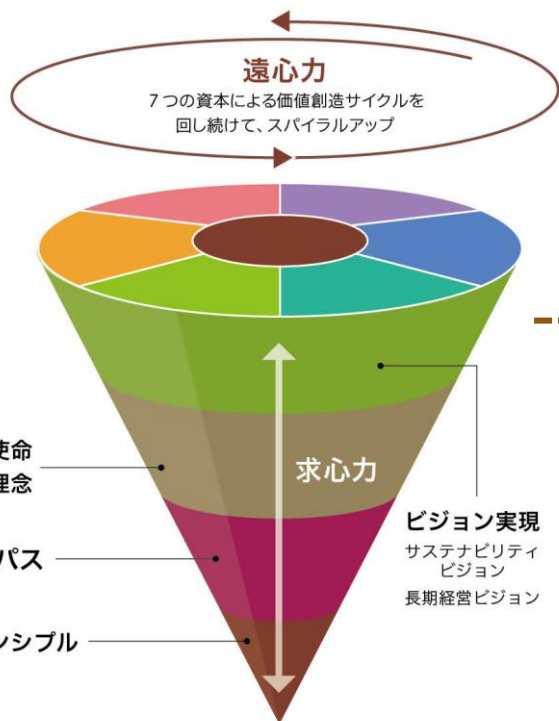 遠心力
7つの資本による価値創造サイクルを
回し続けて、スパイラルアップ
求心力
使命
理念
パス
ンシプル
ビジョン実現
サステナビリティ
ビジョン
長期経営ビジョン